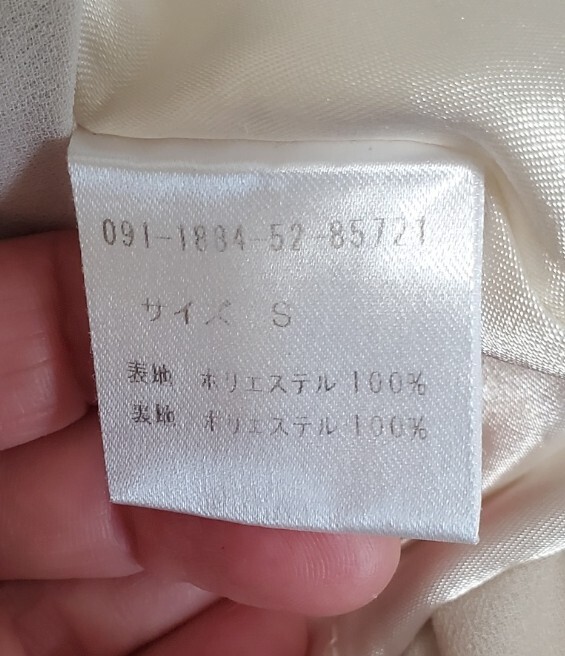 091-1884-52-85721
サイズ S
表地 ポリエステル 100%
裏地 ポリエステル 100%